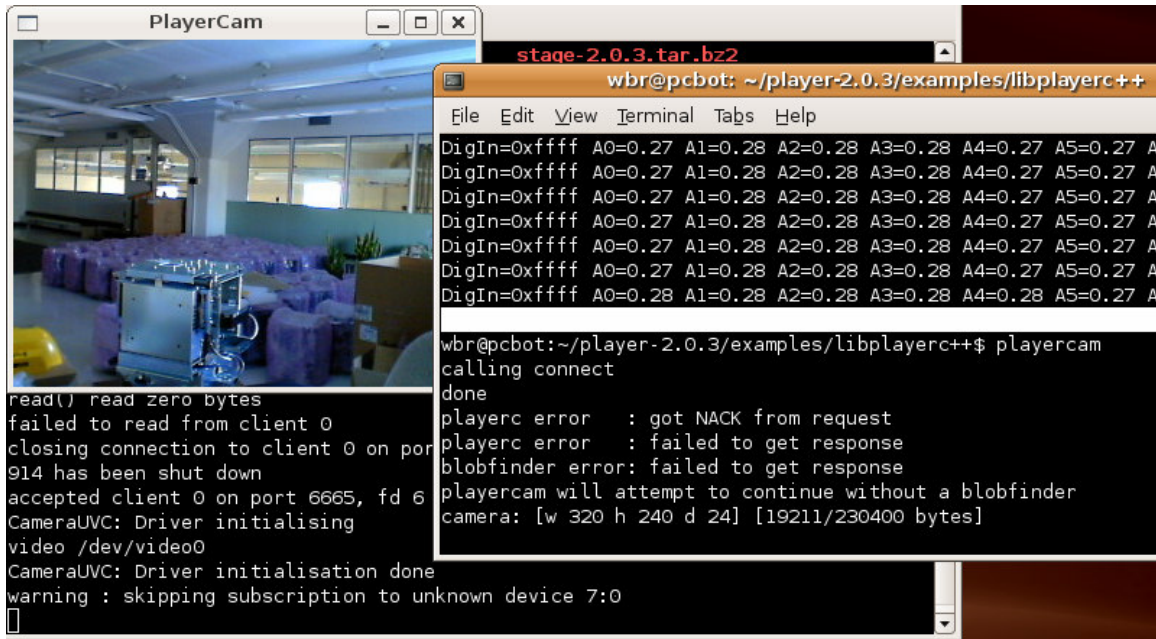 PlayerCam
stage-2.0.3.tar.bz2
wbr@pcbot: ~/player-2.0.3/examples/libplayerc++
File Edit View Terminal Tabs Help
DigIn=0xffff A0=0.27 A1=0.28 A2=0.28 A3=0.28 A4=0.27 A5=0.27 A
DigIn=0xffff A0=0.27 A1=0.28 A2=0.28 A3=0.28 A4=0.27 A5=0.27 A
DigIn=0xffff A0=0.27 A1=0.28 A2=0.28 A3=0.28 A4=0.27 A5=0.27 A
DigIn=0xffff A0=0.27 A1=0.28 A2=0.28 A3=0.28 A4=0.27 A5=0.27 A
DigIn=0xffff A0=0.27 A1=0.28 A2=0.28 A3=0.28 A4=0.27 A5=0.27 A
DigIn=0xffff A0=0.27 A1=0.28 A2=0.28 A3=0.28 A4=0.27 A5=0.27 A
DigIn=0xffff A0=0.28 A1=0.28 A2=0.28 A3=0.28 A4=0.28 A5=0.27 A
wbr@pcbot:~/player-2.0.3/examples/libplayerc++$ playercam
calling connect
done
playerc error   : got NACK from request
playerc error   : failed to get response
blobfinder error: failed to get response
playercam will attempt to continue without a blobfinder
camera: [w 320 h 240 d 24] [19211/230400 bytes]
read() read zero bytes
failed to read from client 0
closing connection to client 0 on por
914 has been shut down
accepted client 0 on port 6665, fd 6
CameraUVC: Driver initialising
video /dev/video0
CameraUVC: Driver initialisation done
warning : skipping subscription to unknown device 7:0